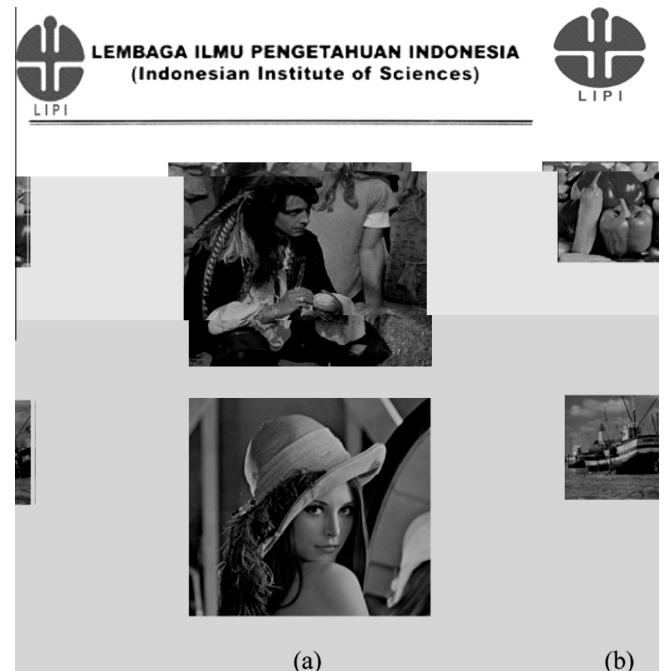 LEMBAGA ILMU PENGETAHUAN INDONESIA
(Indonesian Institute of Sciences)
LIPI
LIPI
(a)
(b)